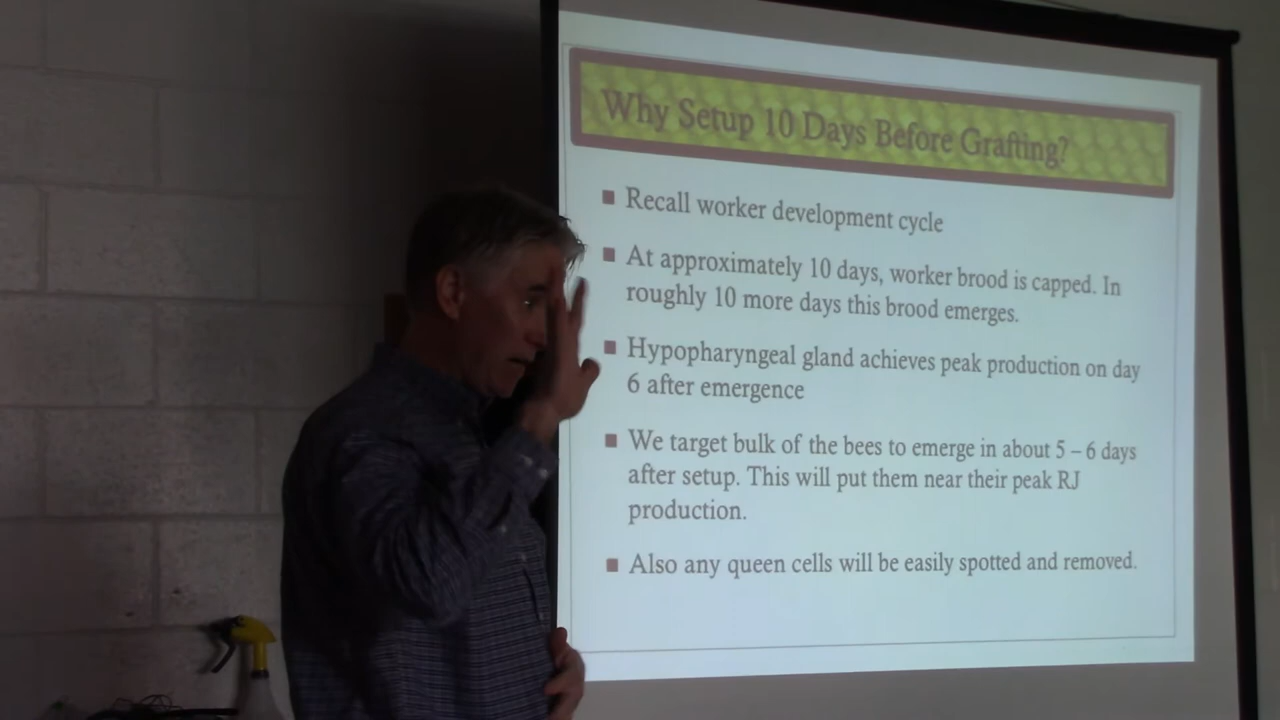 Why Setup 10 Days Before Grafting?
Recall worker development cycle
At approximately 10 days, worker brood is capped. In
roughly 10 more days this brood emerges.
Hypopharyngeal gland achieves peak production on day
6 after emergence
We target bulk of the bees to emerge in about 5 – 6 days
after setup. This will put them near their peak RJ
production.
Also any queen cells will be easily spotted and removed.